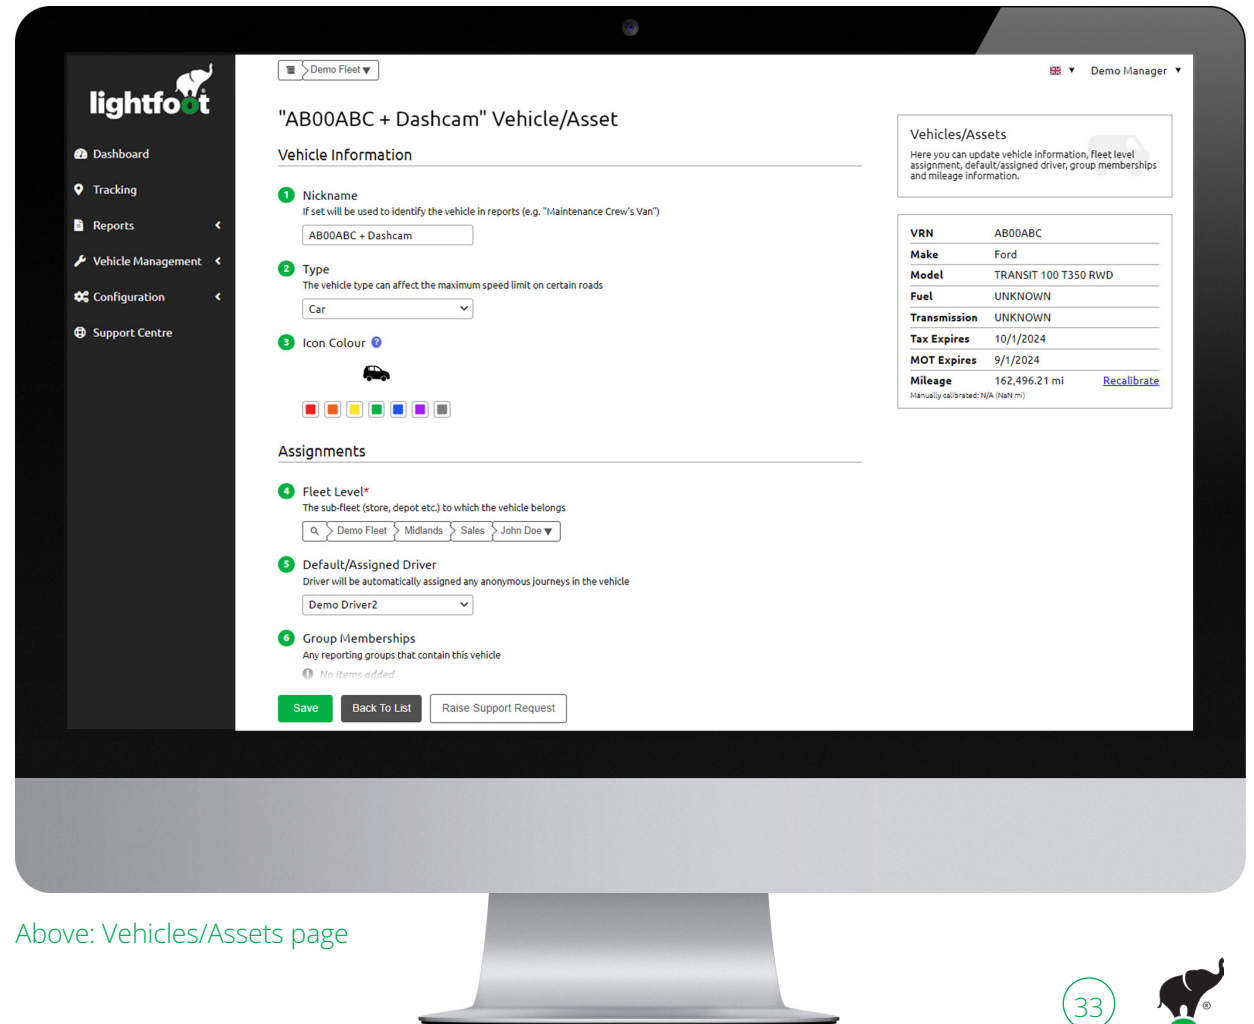 lightfoot
Dashboard
Tracking
Reports
Vehicle Management
Configuration
Support Centre
Demo Fleet
Demo Manager
"AB00ABC + Dashcam" Vehicle/Asset
Vehicle Information
1 Nickname
If set will be used to identify the vehicle in reports (e.g. "Maintenance Crew's Van")
AB00ABC + Dashcam
2 Type
The vehicle type can affect the maximum speed limit on certain roads
Car
3 Icon Colour ?
Assignments
4 Fleet Level*
The sub-fleet (store, depot etc.) to which the vehicle belongs
Demo Fleet Midlands Sales John Doe
5 Default/Assigned Driver
Driver will be automatically assigned any anonymous journeys in the vehicle
Demo Driver2
6 Group Memberships
Any reporting groups that contain this vehicle
No items added
Save Back To List Raise Support Request
Vehicles/Assets
Here you can update vehicle information, fleet level
assignment, default/assigned driver, group memberships
and mileage information.
VRN AB00ABC
Make Ford
Model TRANSIT 100 T350 RWD
Fuel UNKNOWN
Transmission UNKNOWN
Tax Expires 10/1/2024
MOT Expires 9/1/2024
Mileage 162,496.21 mi Recalibrate
Manually calibrated: N/A (NaN mi)
Above: Vehicles/Assets page
33
®